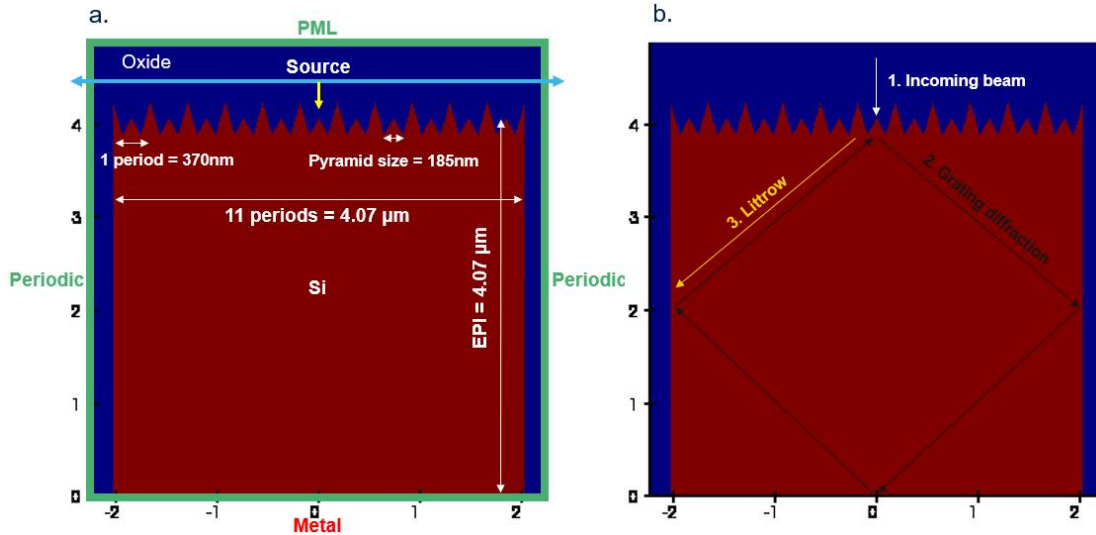 a.
PML
Oxide
Source
4
1 period = 370nm
Pyramid size = 185nm
3
11 periods = 4.07 µm
EPI = 4.07 µm
Periodic
Periodic
Si
2
1
0
-2
-1
0
1
2
Metal
b.
1. Incoming beam
4
2. Grating diffraction
3. Littrow
3
2
1
0
-2
-1
0
1
2